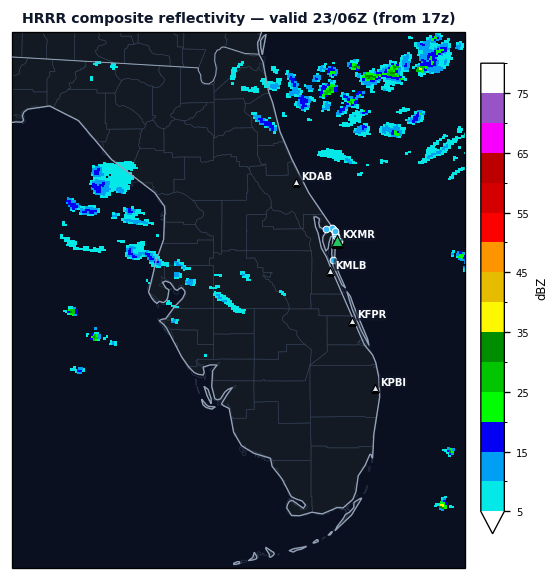 HRRR composite reflectivity — valid 23/06Z (from 17z)
75
65
KDAB
55
KXMR
45
dBZ
KMLB
KFPR
35
KPBI
25
15
5